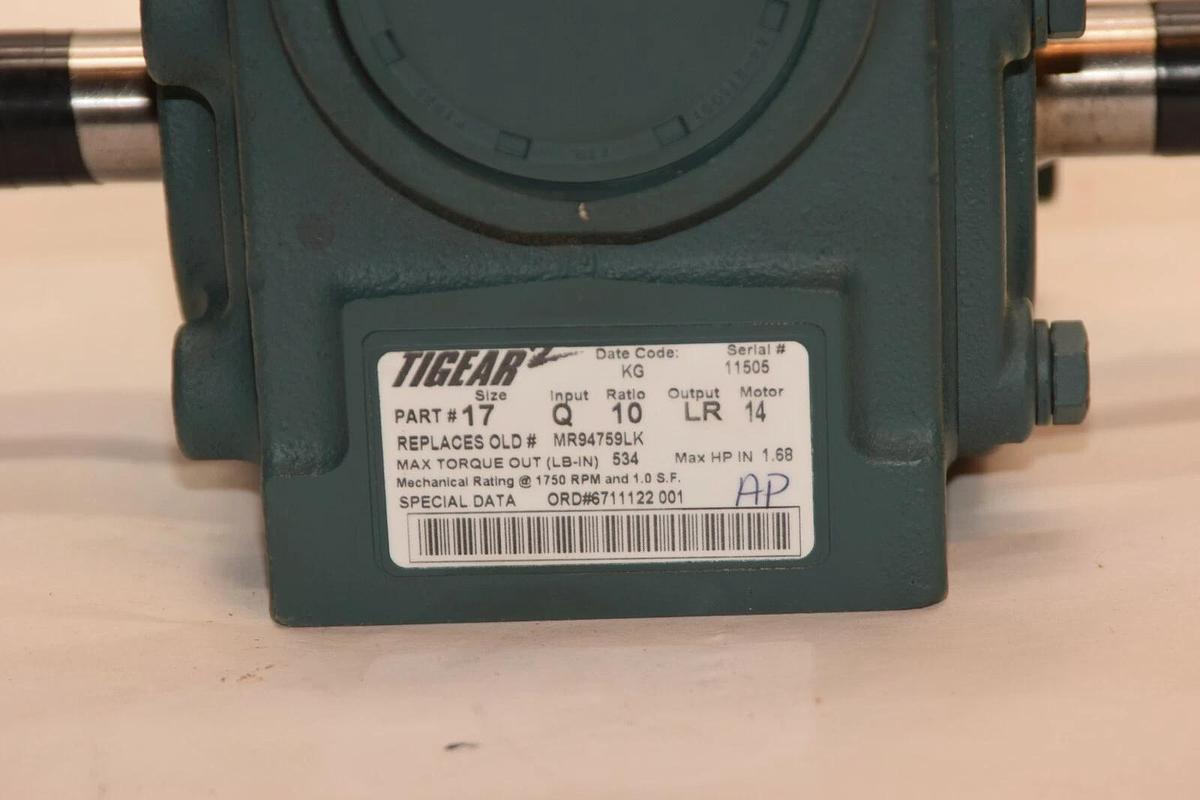 TIGEAR2 Date Code: Serial #
KG 11505
Size Input Ratio Output Motor
PART # 17 Q 10 LR 14
REPLACES OLD # MR94759LK
MAX TORQUE OUT (LB-IN) 534 Max HP IN 1.68
Mechanical Rating @ 1750 RPM and 1.0 S.F.
SPECIAL DATA ORD#6711122 001
AP